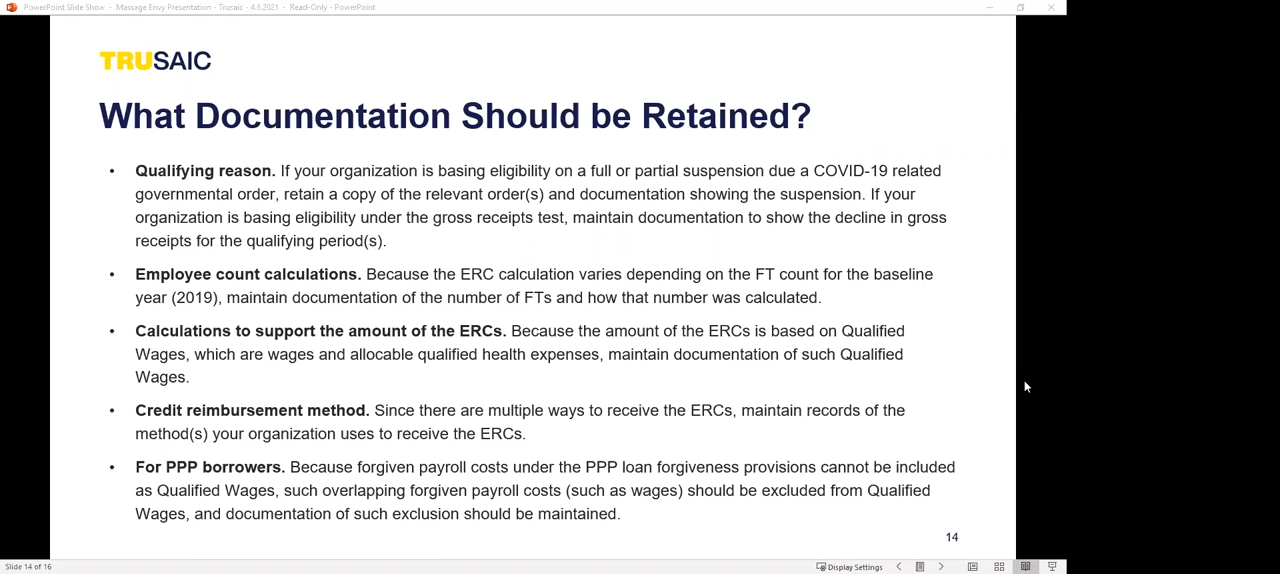 PowerPoint Slide Show - Massage Envy Presentation - Trusaic - 4.6.2021 - Read-Only - PowerPoint
TRUSAIC
What Documentation Should be Retained?
• Qualifying reason. If your organization is basing eligibility on a full or partial suspension due a COVID-19 related
governmental order, retain a copy of the relevant order(s) and documentation showing the suspension. If your
organization is basing eligibility under the gross receipts test, maintain documentation to show the decline in gross
receipts for the qualifying period(s).
• Employee count calculations. Because the ERC calculation varies depending on the FT count for the baseline
year (2019), maintain documentation of the number of FTs and how that number was calculated.
• Calculations to support the amount of the ERCs. Because the amount of the ERCs is based on Qualified
Wages, which are wages and allocable qualified health expenses, maintain documentation of such Qualified
Wages.
• Credit reimbursement method. Since there are multiple ways to receive the ERCs, maintain records of the
method(s) your organization uses to receive the ERCs.
• For PPP borrowers. Because forgiven payroll costs under the PPP loan forgiveness provisions cannot be included
as Qualified Wages, such overlapping forgiven payroll costs (such as wages) should be excluded from Qualified
Wages, and documentation of such exclusion should be maintained.
14
Slide 14 of 16
Display Settings